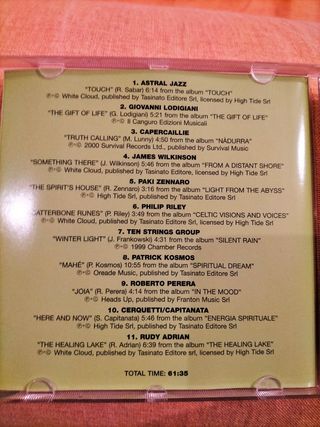 1. ASTRAL JAZZ
"TOUCH" (R. Sabar) 6:14 from the album "TOUCH"
℗-© White Cloud, published by Tasinato Editore Srl, licensed by High Tide Srl
2. GIOVANNI LODIGIANI
"THE GIFT OF LIFE" (G. Lodigiani) 5:21 from the album "THE GIFT OF LIFE"
℗-© Il Canguro Edizioni Musicali
3. CAPERCAILLIE
"TRUTH CALLING" (M. Lunny) 4:50 from the album "NÁDURRA"
℗-© 2000 Survival Records Ltd., published by Survival Music
4. JAMES WILKINSON
"SOMETHING THERE" (J. Wilkinson) 5:46 from the album "FROM A DISTANT SHORE"
℗-© White Cloud, published by Tasinato Editore, licensed by High Tide Srl
5. PAKI ZENNARO
"THE SPIRIT'S HOUSE" (R. Zennaro) 3:16 from the album "LIGHT FROM THE ABYSS"
℗-© High Tide Srl, published by Tasinato Editore Srl
6. PHILIP RILEY
CATTERBONE RUNES" (P. Riley) 3:49 from the album "CELTIC VISIONS AND VOICES"
℗-© White Cloud, published by Tasinato Editore Srl, licensed by High Tide Srl
7. TEN STRINGS GROUP
"WINTER LIGHT" (J. Frankowski) 4:31 from the album "SILENT RAIN"
℗-© 1999 Chamber Records
8. PATRICK KOSMOS
"MAHÉ" (P. Kosmos) 10:55 from the album "SPIRITUAL DREAM"
℗-© Oreade Music, published by Tasinato Editore Srl
9. ROBERTO PERERA
"JOIA" (R. Perera) 4:14 from the album "IN THE MOOD"
℗-© Heads Up, published by Franton Music Srl
10. CERQUETTI/CAPITANATA
"HERE AND NOW" (S. Capitanata) 5:46 from the album "ENERGIA SPIRITUALE"
℗-© High Tide Srl, published by Tasinato Editore Srl
11. RUDY ADRIAN
"THE HEALING LAKE" (R. Adrian) 6:39 from the album "THE HEALING LAKE"
℗-© White Cloud, published by Tasinato Editore Srl, licensed by High Tide Srl
TOTAL TIME: 61:35